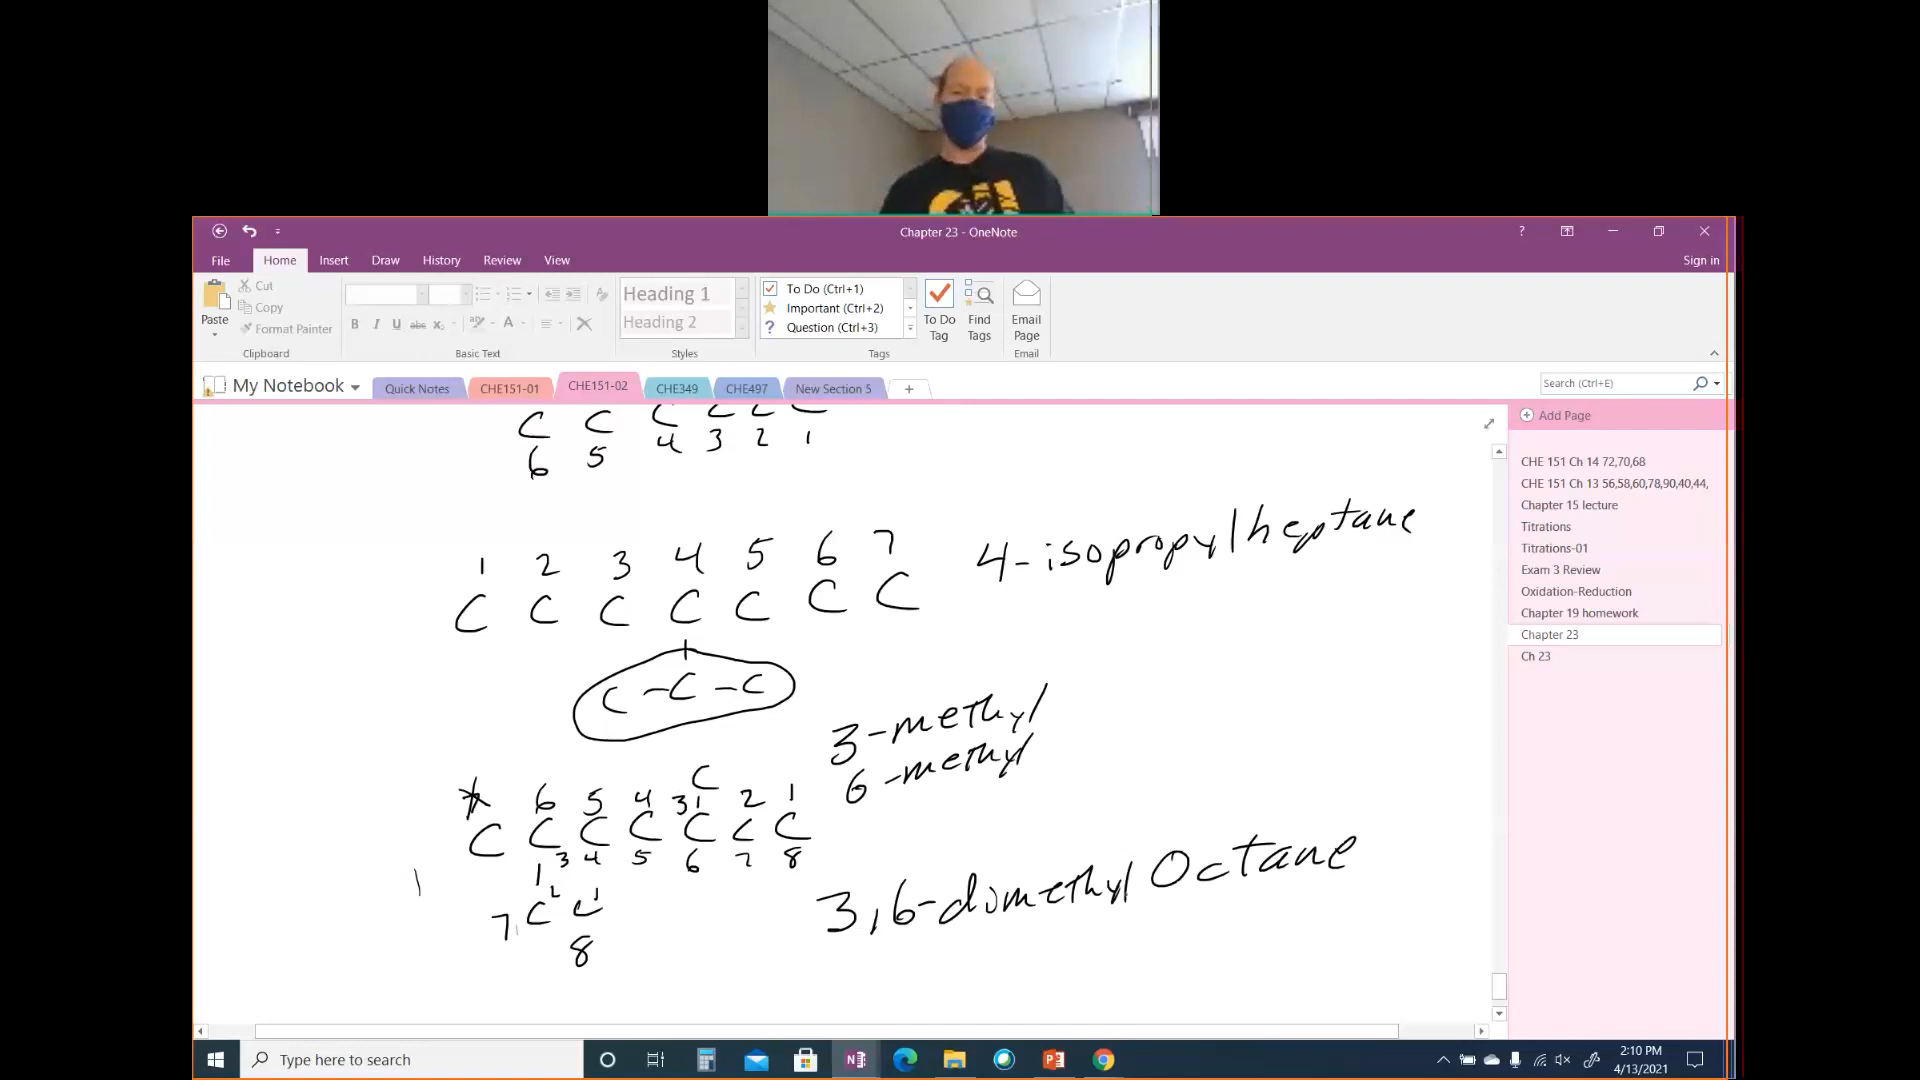 Chapter 23 - OneNote
?
File Home Insert Draw History Review View
Sign in
Paste
Cut
Copy
Format Painter
Clipboard
B I U abc x₂ A
Basic Text
Heading 1
Heading 2
Styles
To Do (Ctrl+1)
Important (Ctrl+2)
? Question (Ctrl+3)
Tags
To Do Tag
Find Tags
Email Page
Email
My Notebook Quick Notes CHE151-01 CHE151-02 CHE349 CHE497 New Section 5 +
Search (Ctrl+E)
Add Page
CHE 151 Ch 14 72,70,68
CHE 151 Ch 13 56,58,60,78,90,40,44,
Chapter 15 lecture
Titrations
Titrations-01
Exam 3 Review
Oxidation-Reduction
Chapter 19 homework
Chapter 23
Ch 23
C C C C C C
6 5 4 3 2 1
1 2 3 4 5 6 7
C C C C C C C
4-isopropylheptane
C-C-C
3-methyl
6-methyl
C
6 5 4 3 2 1
C C C C C C C
3 4 5 6 7 8
2 1
7 C C
8
3,6-dimethyl Octane
Type here to search
2:10 PM
4/13/2021